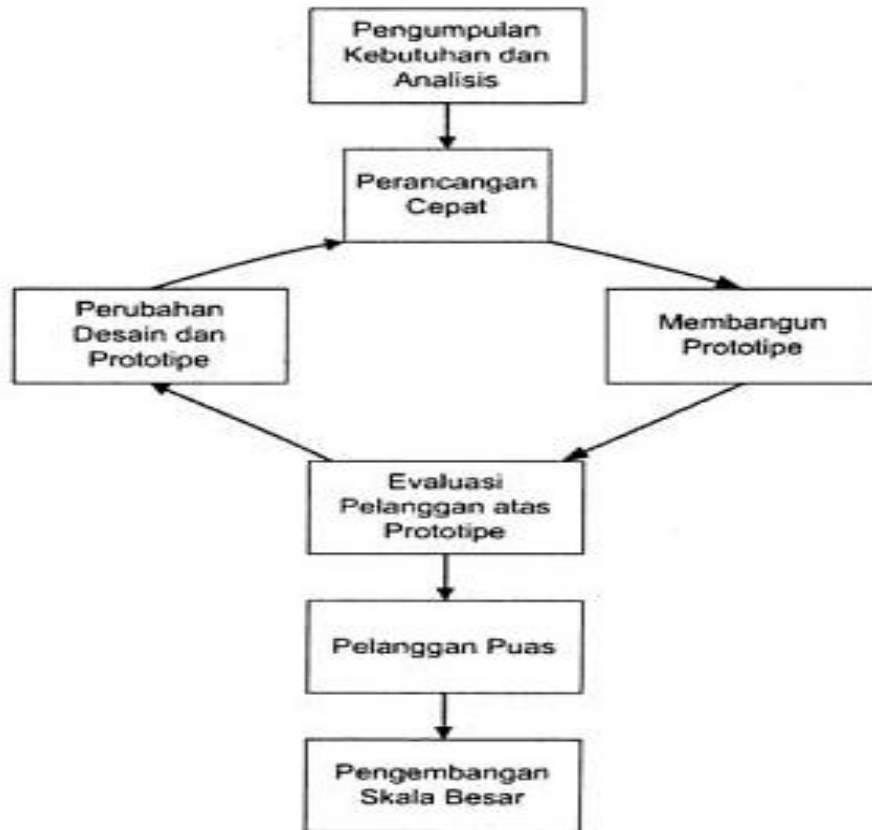 Pengumpulan
Kebutuhan dan
Analisis
Perancangan
Cepat
Perubahan
Desain dan
Prototipe
Membangun
Prototipe
Evaluasi
Pelanggan atas
Prototipe
Pelanggan Puas
Pengembangan
Skala Besar